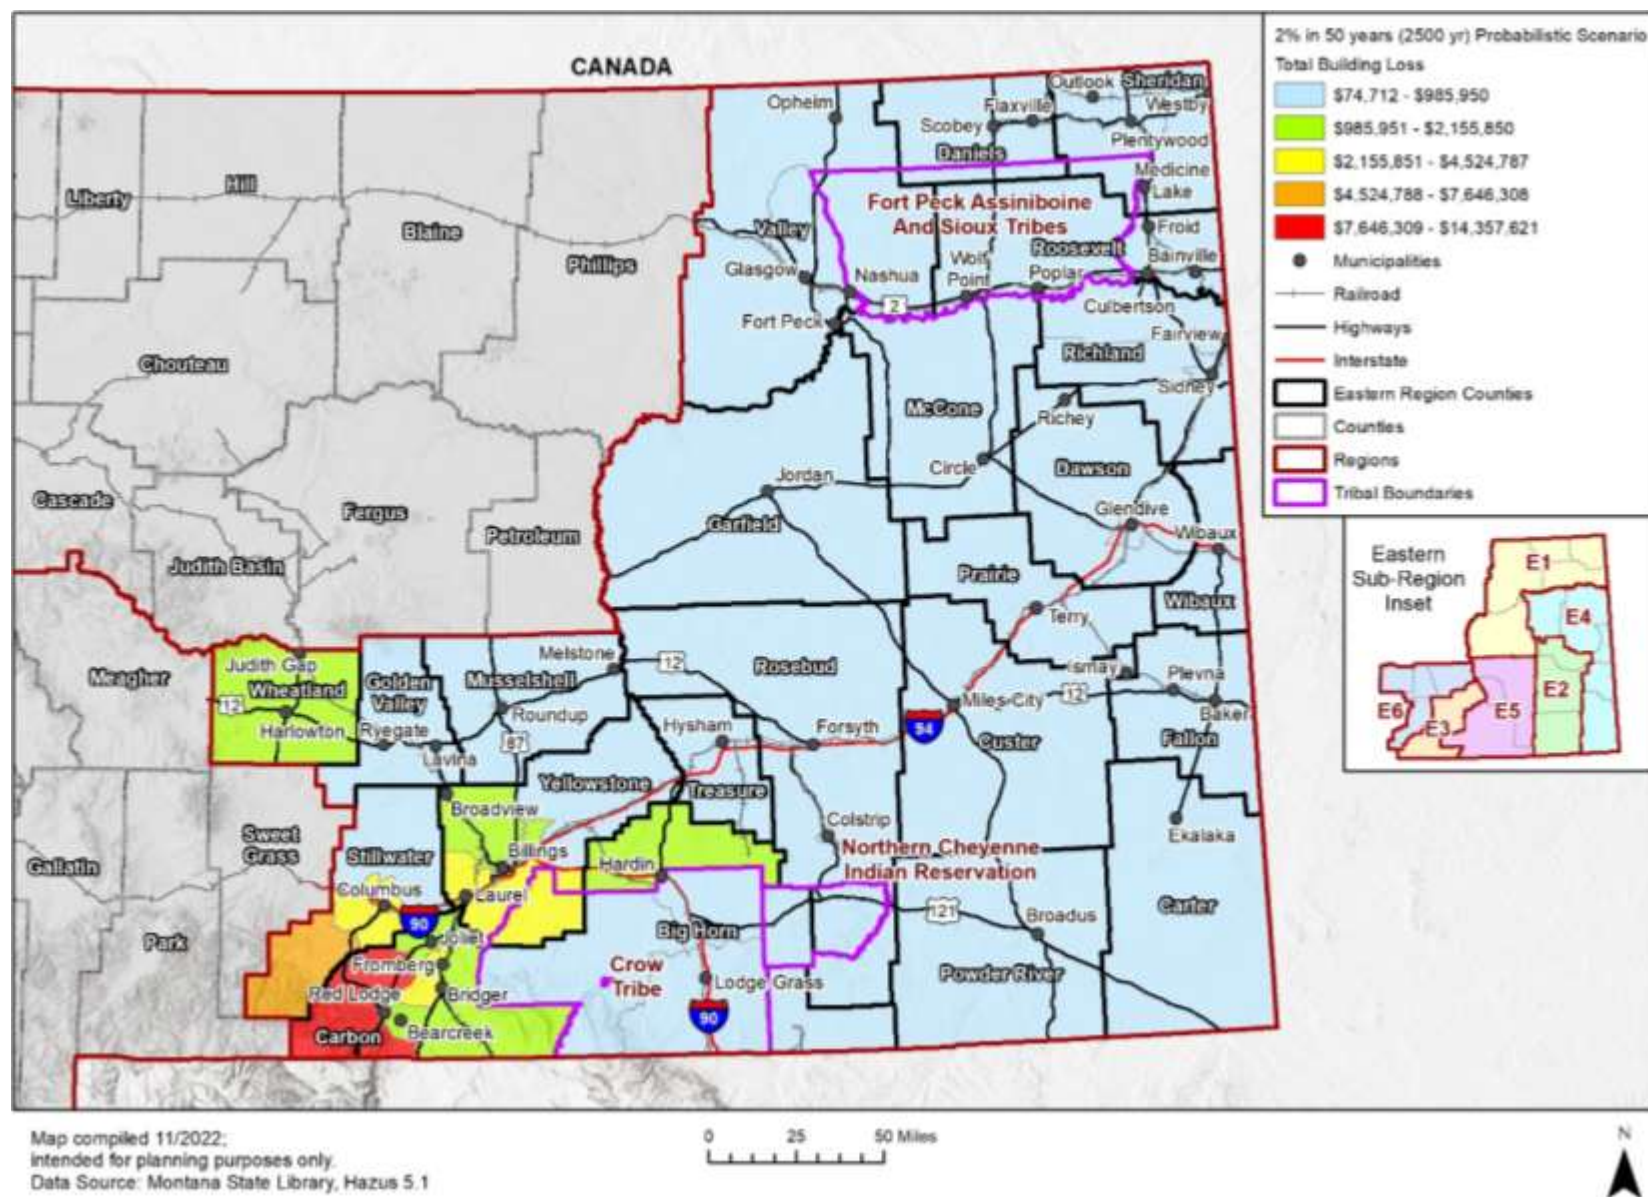 CANADA
Opheim
Outlook
Sheridan
Flaxville
Westby
Scobey
Plentywood
Daniels
Medicine
Lake
Liberty
Hill
Fort Peck Assiniboine
And Sioux Tribes
Blaine
Valley
Froid
Roosevelt
Phillips
Wolf
Point
Bainville
Glasgow
Nashua
Poplar
2
Culbertson
Fort Peck
Fairview
Chouteau
Richland
Sidney
McCone
Richey
Circle
Dawson
Jordan
Cascade
Fergus
Glendive
Garfield
Petroleum
Wibaux
Judith Basin
Prairie
Terry
Wibaux
Melstone
12
Rosebud
Ismay
Plevna
Meagher
Judith Gap
Wheatland
Golden
Valley
Musselshell
12
Miles City
12
Baker
Harlowton
Ryegate
Roundup
Hysham
Forsyth
94
Custer
Fallon
87
Lavina
Yellowstone
Treasure
Broadview
Colstrip
Ekalaka
Sweet
Grass
Stillwater
Billings
Hardin
Northern Cheyenne
Indian Reservation
Gallatin
Columbus
Laurel
90
121
Broadus
Carter
Park
Joliet
Big Horn
Fromberg
Crow
Tribe
Lodge Grass
Powder River
Red Lodge
Bridger
90
Carbon
Bearcreek
2% in 50 years (2500 yr) Probabilistic Scenario
Total Building Loss
$74,712 - $985,950
$985,951 - $2,155,850
$2,155,851 - $4,524,787
$4,524,788 - $7,646,308
$7,646,309 - $14,357,621
Municipalities
Railroad
Highways
Interstate
Eastern Region Counties
Counties
Regions
Tribal Boundaries
Eastern
Sub-Region
Inset
E1
E4
E2
E6
E5
E3
Map compiled 11/2022;
intended for planning purposes only.
Data Source: Montana State Library, Hazus 5.1
0 25 50 Miles
N